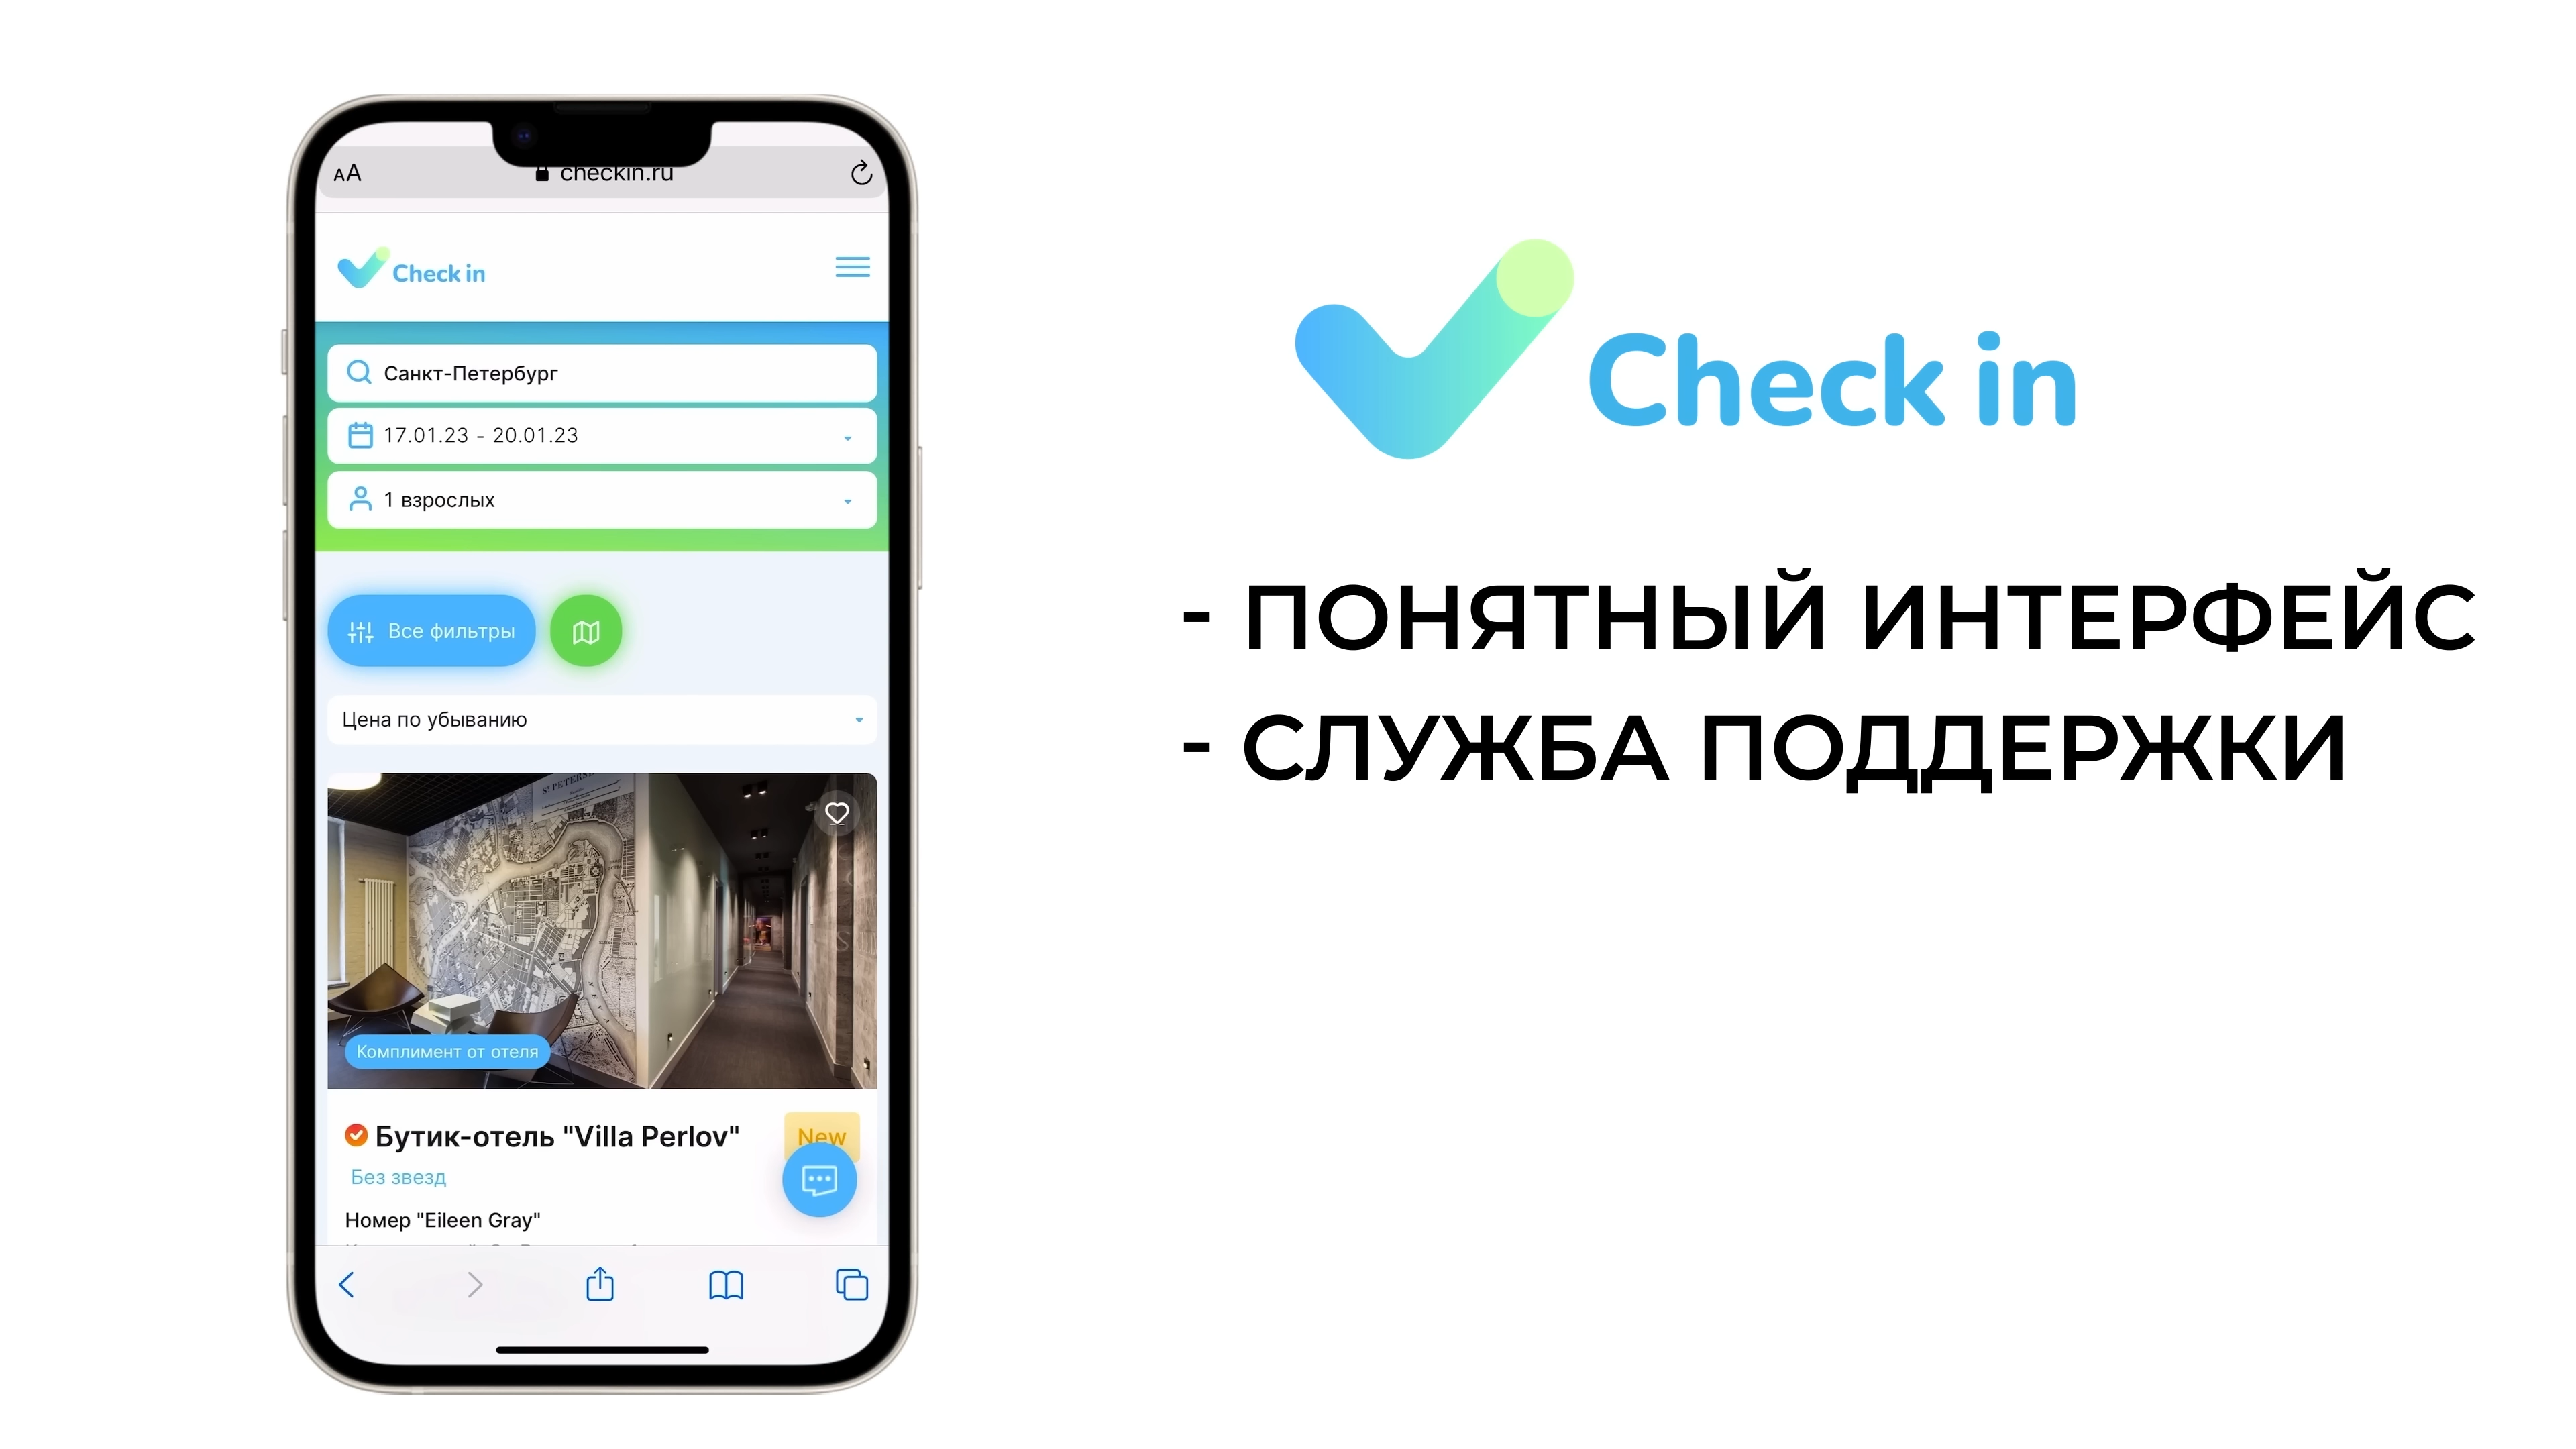 AA
checkin.ru
Check in
Санкт-Петербург
17.01.23 - 20.01.23
1 взрослых
Все фильтры
Цена по убыванию
Комплимент от отеля
Бутик-отель "Villa Perlov"
New
Без звезд
Номер "Eileen Gray"
Check in
- ПОНЯТНЫЙ ИНТЕРФЕЙС
- СЛУЖБА ПОДДЕРЖКИ